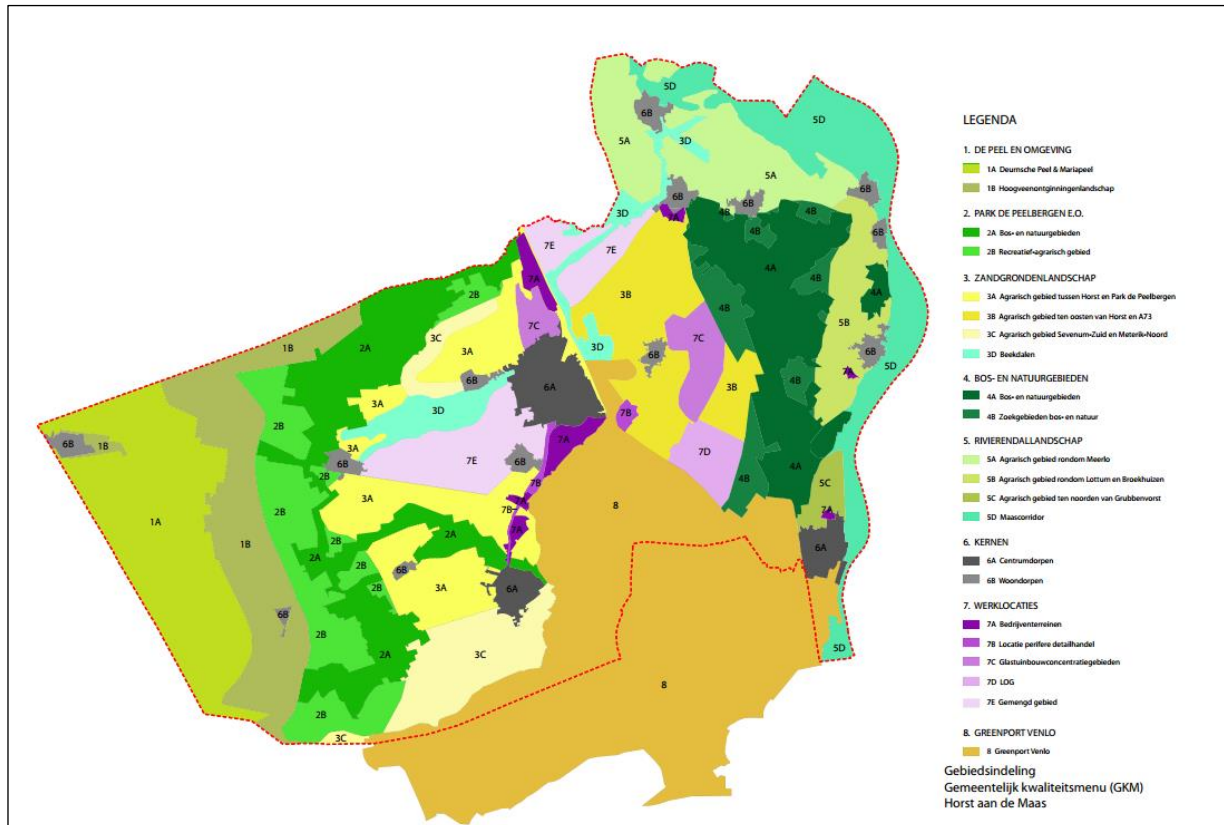 5D
6B
5D
5A
3D
5A
6B
6B
6B
4B
4B
3D
7A
4B
6B
7E
7E
4A
2B
7A
3B
4B
4A
4B
7C
5B
1B
2A
3C
7C
3A
3D
6B
6B
5D
6B
6A
3B
4B
7A
3A
3D
2B
7B
7A
6B
1B
3A
6B
7E
6B
7D
4A
2B
7B
4B
5C
3A
7A
1A
2B
7B
8
7A
7A
1B
2A
6A
2A
2B
2B
6B
2B
3A
6A
6B
2B
2A
3C
5D
8
2B
3C
LEGENDA
1. DE PEEL EN OMGEVING
1A Deurnsche Peel & Mariapeel
1B Hoogveenontginningenlandschap
2. PARK DE PEELBERGEN E.O.
2A Bos- en natuurgebieden
2B Recreatief-agrarisch gebied
3. ZANDGRONDENLANDSCHAP
3A Agrarisch gebied tussen Horst en Park de Peelbergen
3B Agrarisch gebied ten oosten van Horst en A73
3C Agrarisch gebied Sevenum-Zuid en Meterik-Noord
3D Beekdalen
4. BOS- EN NATUURGEBIEDEN
4A Bos- en natuurgebieden
4B Zoekgebieden bos- en natuur
5. RIVIERENDALLANDSCHAP
5A Agrarisch gebied rondom Meerlo
5B Agrarisch gebied rondom Lottum en Broekhuizen
5C Agrarisch gebied ten noorden van Grubbenvorst
5D Maascorridor
6. KERNEN
6A Centrumdorpen
6B Woondorpen
7. WERKLOCATIES
7A Bedrijventerreinen
7B Locatie perifere detailhandel
7C Glastuinbouwconcentratiegebieden
7D LOG
7E Gemengd gebied
8. GREENPORT VENLO
8 Greenport Venlo
Gebiedsindeling
Gemeentelijk kwaliteitsmenu (GKM)
Horst aan de Maas